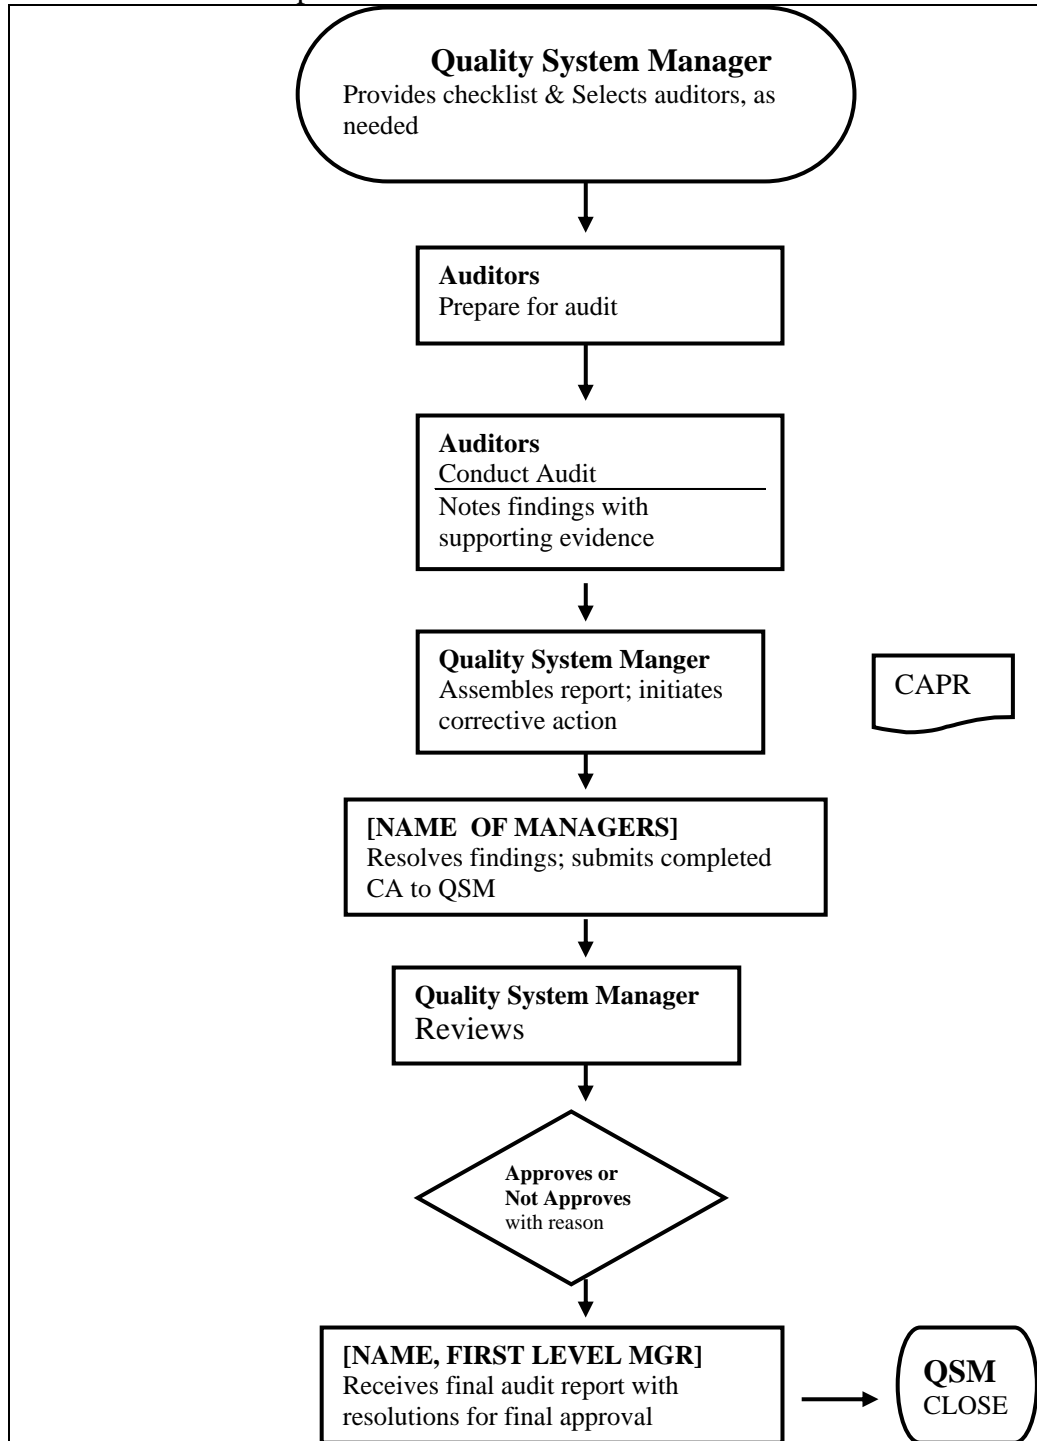 Quality System Manager
Provides checklist & Selects auditors, as
needed
Auditors
Prepare for audit
Auditors
Conduct Audit
Notes findings with
supporting evidence
Quality System Manger
Assembles report; initiates
corrective action
CAPR
[NAME OF MANAGERS]
Resolves findings; submits completed
CA to QSM
Quality System Manager
Reviews
Approves or
Not Approves
with reason
[NAME, FIRST LEVEL MGR]
Receives final audit report with
resolutions for final approval
QSM
CLOSE